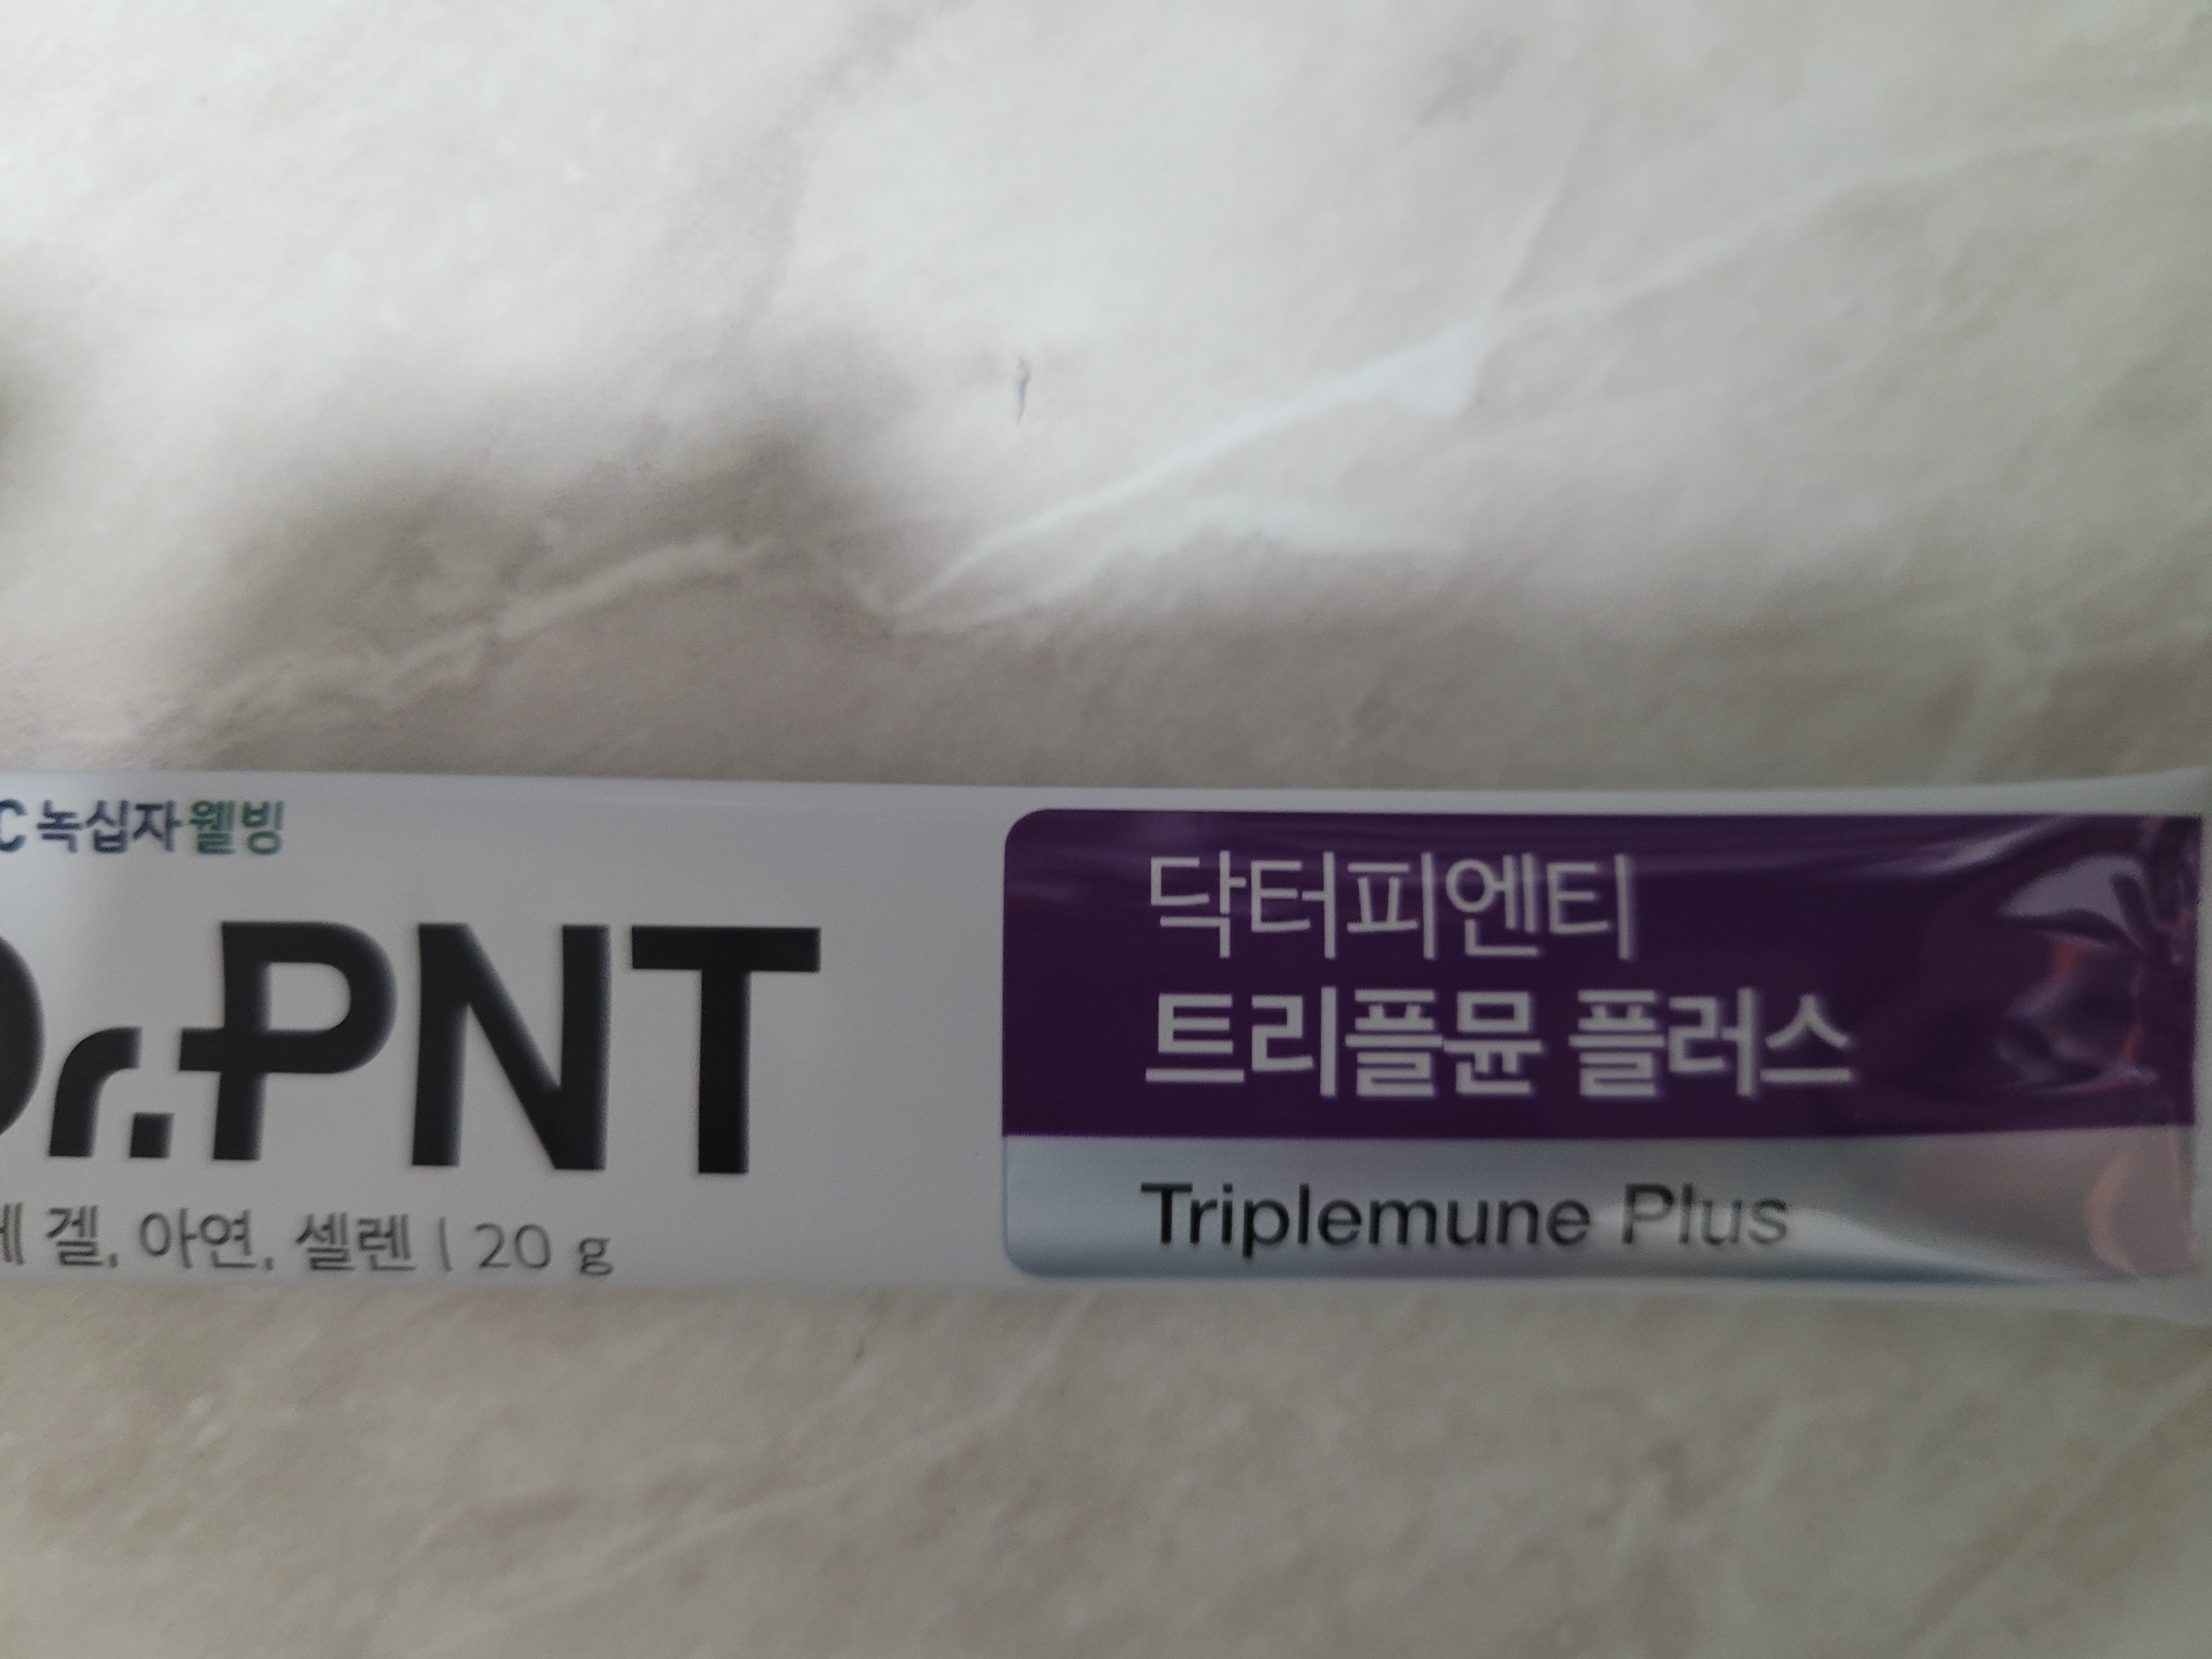 C 녹십자웰빙
Dr.PNT
겔, 아연, 셀렌 | 20 g
닥터피엔티
트리플뮨 플러스
Triplemune Plus